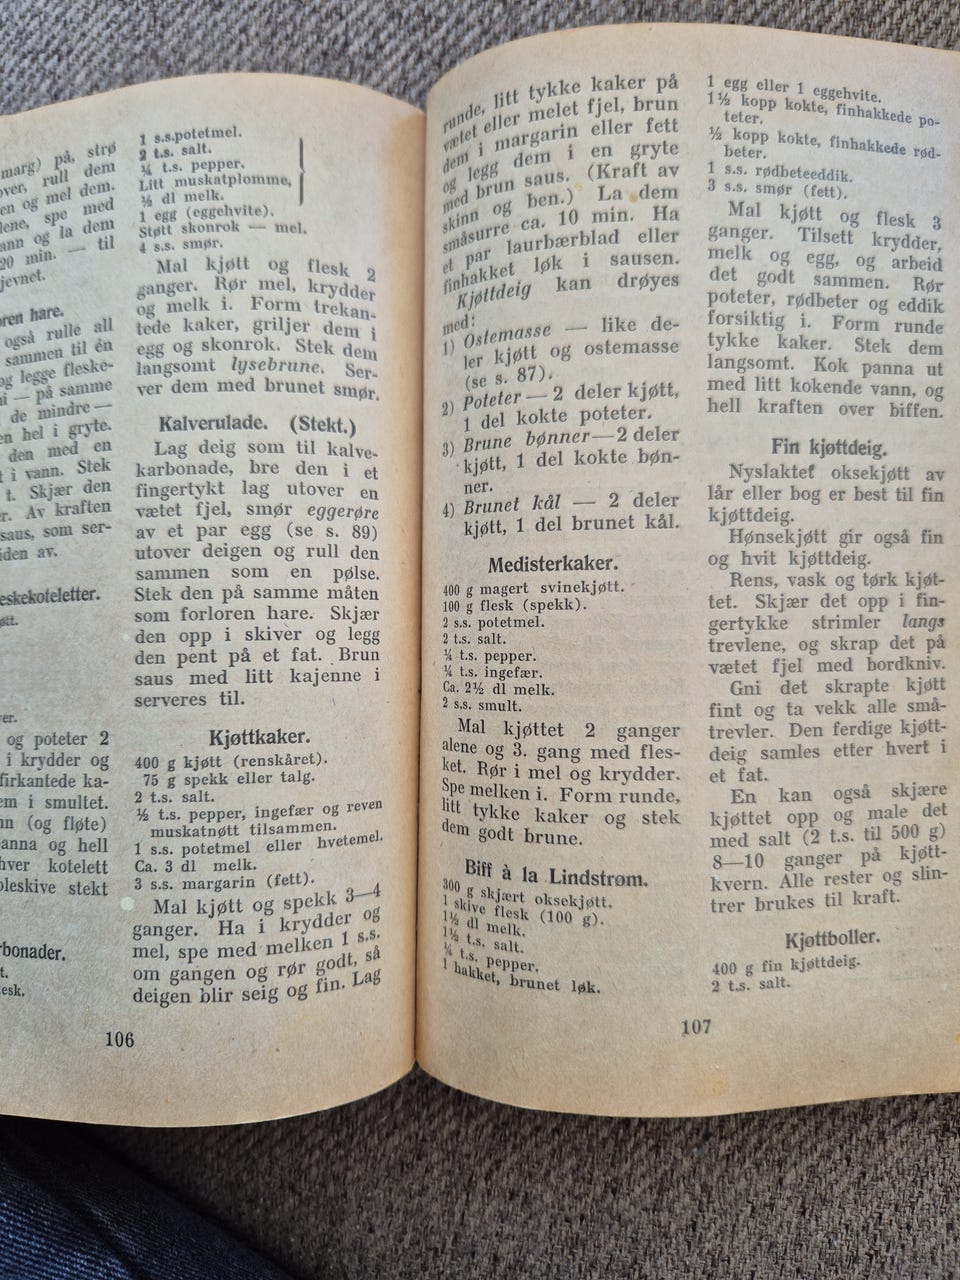 marg) på, strø
over, rull dem
en og mel dem.
lene, spe med
ann og la dem
20 min. — til
jevnet.
oren hare.
også rulle all
sammen til én
og legge fleske-
ni — på samme
de mindre —
en hel i gryte.
den med en
t i vann. Stek
t. Skjær den
r. Av kraften
saus, som ser-
iden av.
eskekoteletter.
øtt.
ver.
og poteter 2
i krydder og
firkantede ka-
em i smultet.
nn (og fløte)
panna og hell
hver kotelett
pleskive stekt
rbonader.
t.
lesk.
1 s.s.potetmel.
2 t.s. salt.
¼ t.s. pepper.
Litt muskatplomme,
½ dl melk.
1 egg (eggehvite).
Støtt skonrok — mel.
4 s.s. smør.
Mal kjøtt og flesk 2
ganger. Rør mel, krydder
og melk i. Form trekan-
tede kaker, griljer dem i
egg og skonrok. Stek dem
langsomt lysebrune. Ser-
ver dem med brunet smør.
Kalverulade. (Stekt.)
Lag deig som til kalve-
karbonade, bre den i et
fingertykt lag utover en
vætet fjel, smør eggerøre
av et par egg (se s. 89)
utover deigen og rull den
sammen som en pølse.
Stek den på samme måten
som forloren hare. Skjær
den opp i skiver og legg
den pent på et fat. Brun
saus med litt kajenne i
serveres til.
Kjøttkaker.
400 g kjøtt (renskåret).
75 g spekk eller talg.
2 t.s. salt.
½ t.s. pepper, ingefær og reven
muskatnøtt tilsammen.
1 s.s. potetmel eller hvetemel.
Ca. 3 dl melk.
3 s.s. margarin (fett).
Mal kjøtt og spekk 3—4
ganger. Ha i krydder og
mel, spe med melken 1 s.s.
om gangen og rør godt, så
deigen blir seig og fin. Lag
106
runde, litt tykke kaker på
vætet eller melet fjel, brun
dem i margarin eller fett
og legg dem i en gryte
med brun saus. (Kraft av
skinn og ben.) La dem
småsurre ca. 10 min. Ha
et par laurbærblad eller
finhakket løk i sausen.
Kjøttdeig kan drøyes
med:
1) Ostemasse — like de-
ler kjøtt og ostemasse
(se s. 87).
2) Poteter — 2 deler kjøtt,
1 del kokte poteter.
3) Brune bønner—2 deler
kjøtt, 1 del kokte bøn-
ner.
4) Brunet kål — 2 deler
kjøtt, 1 del brunet kål.
Medisterkaker.
400 g magert svinekjøtt.
100 g flesk (spekk).
2 s.s. potetmel.
2 t.s. salt.
¼ t.s. pepper.
¼ t.s. ingefær.
Ca. 2½ dl melk.
2 s.s. smult.
Mal kjøttet 2 ganger
alene og 3. gang med fles-
ket. Rør i mel og krydder.
Spe melken i. Form runde,
litt tykke kaker og stek
dem godt brune.
Biff à la Lindstrøm.
300 g skjært oksekjøtt.
1 skive flesk (100 g).
1½ dl melk.
1½ t.s. salt.
¼ t.s. pepper.
1 hakket, brunet løk.
1 egg eller 1 eggehvite.
1½ kopp kokte, finhakkede po-
teter.
½ kopp kokte, finhakkede rød-
beter.
1 s.s. rødbeteeddik.
3 s.s. smør (fett).
Mal kjøtt og flesk 3
ganger. Tilsett krydder,
melk og egg, og arbeid
det godt sammen. Rør
poteter, rødbeter og eddik
forsiktig i. Form runde
tykke kaker. Stek dem
langsomt. Kok panna ut
med litt kokende vann, og
hell kraften over biffen.
Fin kjøttdeig.
Nyslaktet oksekjøtt av
lår eller bog er best til fin
kjøttdeig.
Hønsekjøtt gir også fin
og hvit kjøttdeig.
Rens, vask og tørk kjøt-
tet. Skjær det opp i fin-
gertykke strimler langs
trevlene, og skrap det på
vætet fjel med bordkniv.
Gni det skrapte kjøtt
fint og ta vekk alle små-
trevler. Den ferdige kjøtt-
deig samles etter hvert i
et fat.
En kan også skjære
kjøttet opp og male det
med salt (2 t.s. til 500 g)
8—10 ganger på kjøtt-
kvern. Alle rester og slin-
trer brukes til kraft.
Kjøttboller.
400 g fin kjøttdeig.
2 t.s. salt.
107